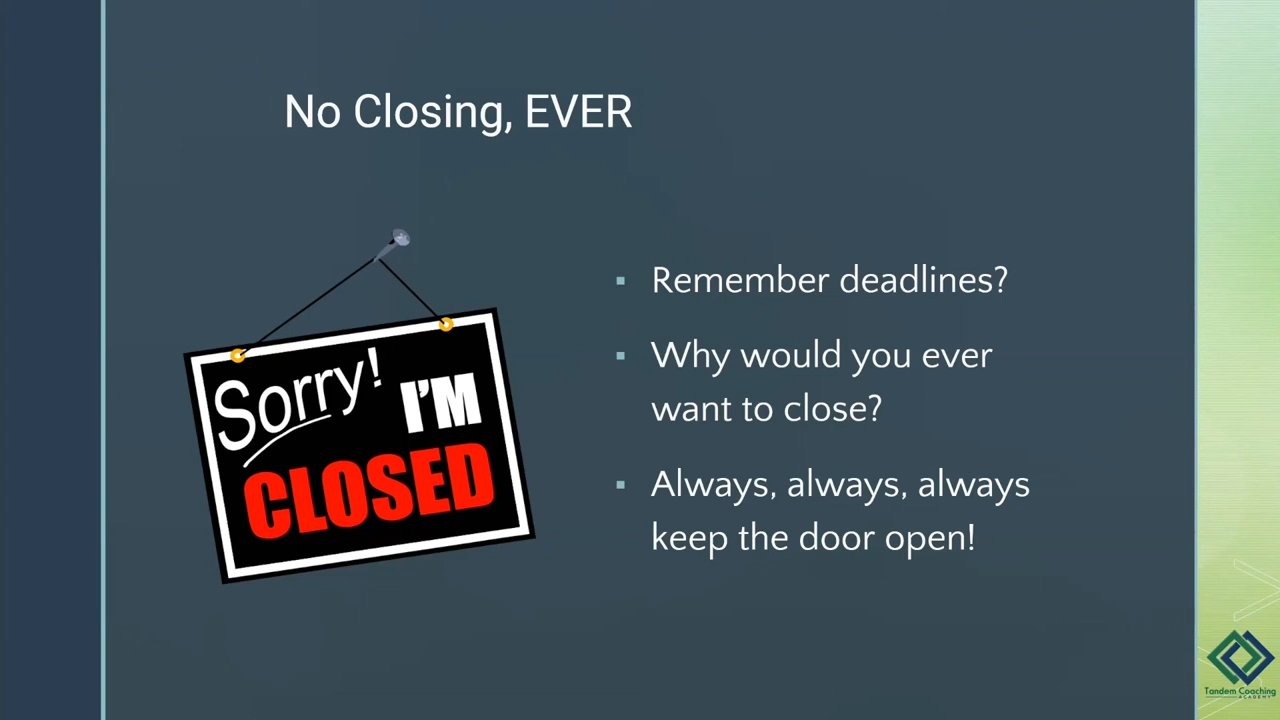 No Closing, EVER
Sorry! I'M
CLOSED
Remember deadlines?
Why would you ever
want to close?
Always, always, always
keep the door open!
Tandem Coaching
ACADEMY